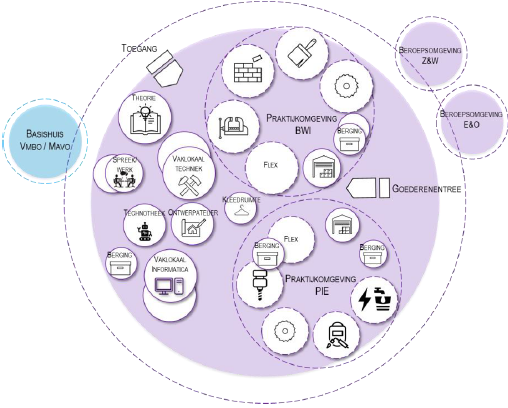 TOEGANG
BEROEPSOMGEVING
Z&W
BEROEPSOMGEVING
E&O
BASISHUIS
VMBO / MAVO
THEORIE
PRAKTIJKOMGEVING
BWI
BERGING
FLEX
SPREEK/
WERK
VAKLOKAAL
TECHNIEK
GOEDERENENTREE
KLEEDRUIMTE
TECHNOTHEEK
ONTWERPATELIER
FLEX
BERGING
BERGING
BERGING
VAKLOKAAL
INFORMATICA
PRAKTIJKOMGEVING
PIE